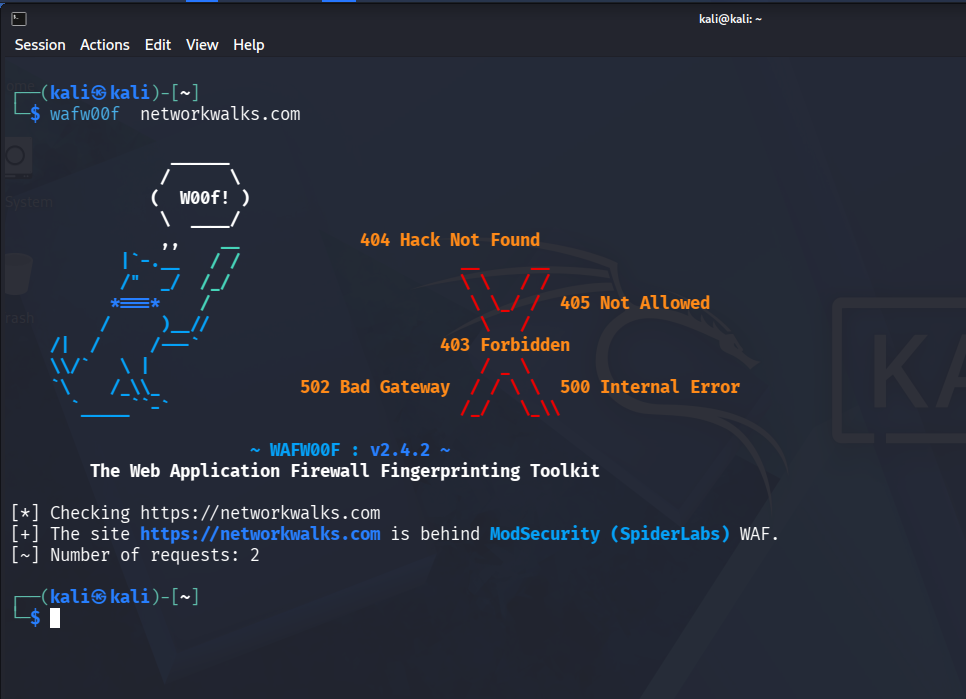 kali@kali: ~
Session Actions Edit View Help
┌──(kali㉿kali)-[~]
└─$ wafw00f  networkwalks.com
W00f!
404 Hack Not Found
405 Not Allowed
403 Forbidden
502 Bad Gateway 500 Internal Error
~ WAFW00F : v2.4.2 ~
The Web Application Firewall Fingerprinting Toolkit
[*] Checking https://networkwalks.com
[+] The site https://networkwalks.com is behind ModSecurity (SpiderLabs) WAF.
[~] Number of requests: 2
┌──(kali㉿kali)-[~]
└─$
System
KA